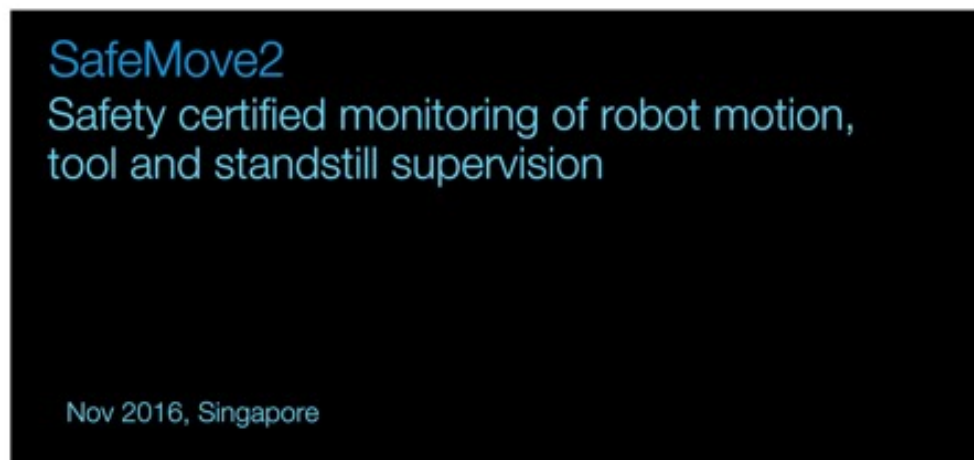 SafeMove2
Safety certified monitoring of robot motion,
tool and standstill supervision
Nov 2016, Singapore